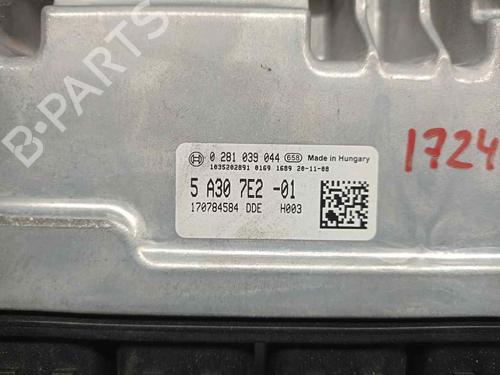 0 281 039 044 658 Made in Hungary
1035202891 0169 1689 20-11-08
5 A30 7E2 -01
170784584 DDE H003
1724
B-PARTS